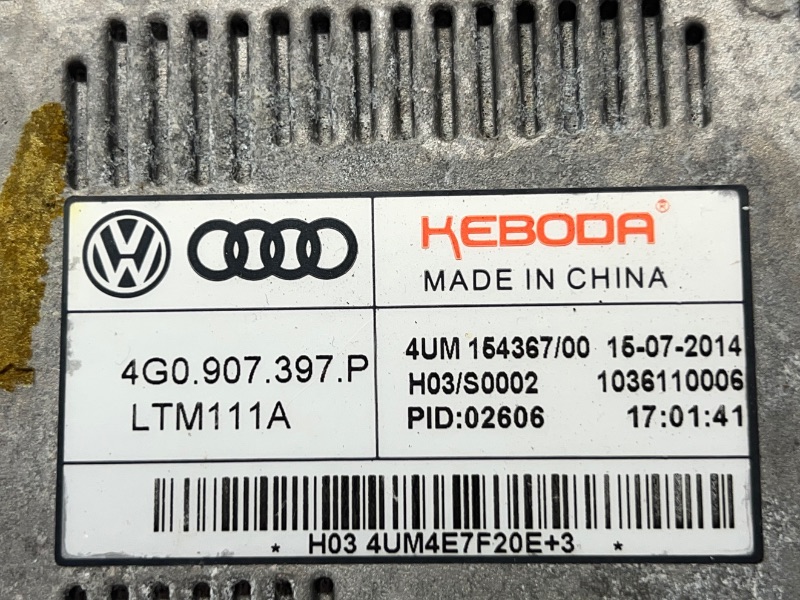 KEBODA®
MADE IN CHINA
4G0.907.397.P
LTM111A
4UM 154367/00 15-07-2014
H03/S0002 1036110006
PID:02606 17:01:41
* H03 4UM4E7F20E+3 *